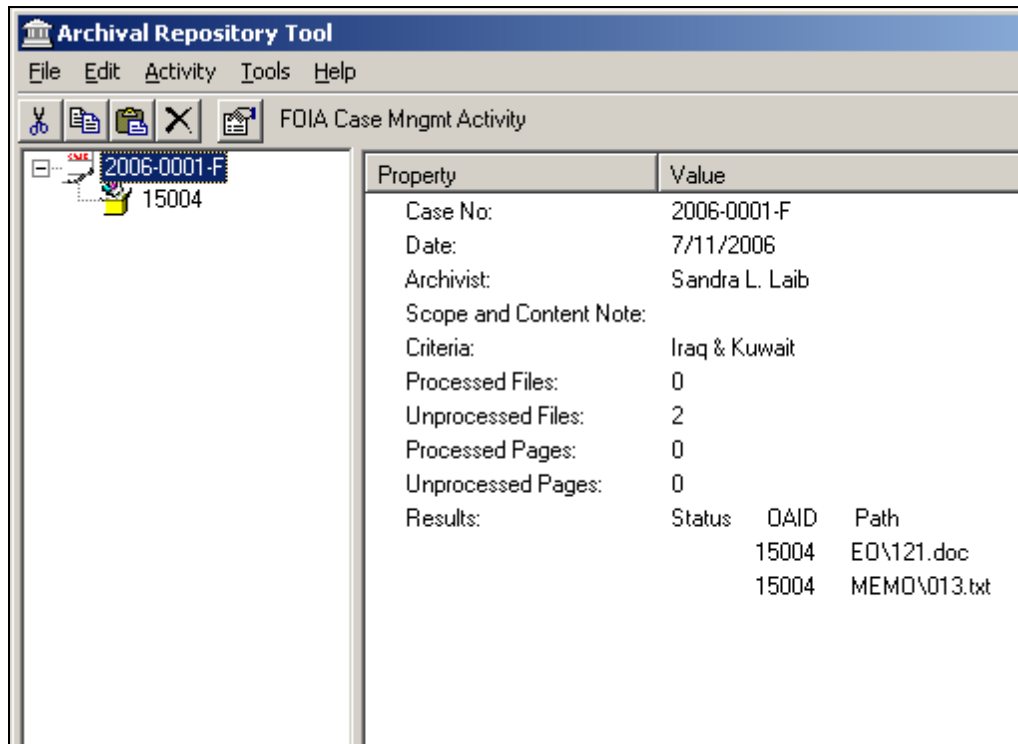 Archival Repository Tool
File Edit Activity Tools Help
FOIA Case Mngmt Activity
2006-0001-F
15004
Property Value
Case No: 2006-0001-F
Date: 7/11/2006
Archivist: Sandra L. Laib
Scope and Content Note:
Criteria: Iraq & Kuwait
Processed Files: 0
Unprocessed Files: 2
Processed Pages: 0
Unprocessed Pages: 0
Results: Status OAID Path
15004 EO\121.doc
15004 MEMO\013.txt